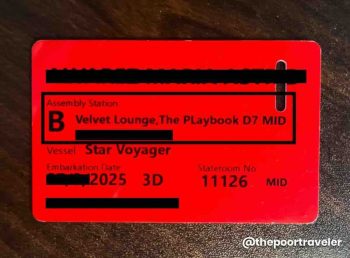 Assembly Station
B Velvet Lounge,The PLaybook D7 MID
Vessel Star Voyager
Embarkation Date Stateroom No
2025 3D 11126 MID
@thepoortraveler